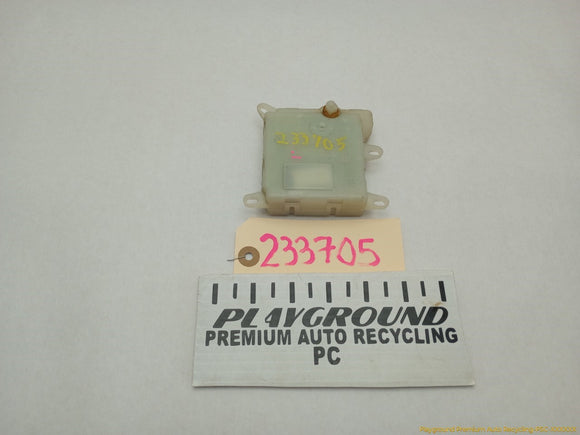 233705
233705
PLAYGROUND
PREMIUM AUTO RECYCLING
PC